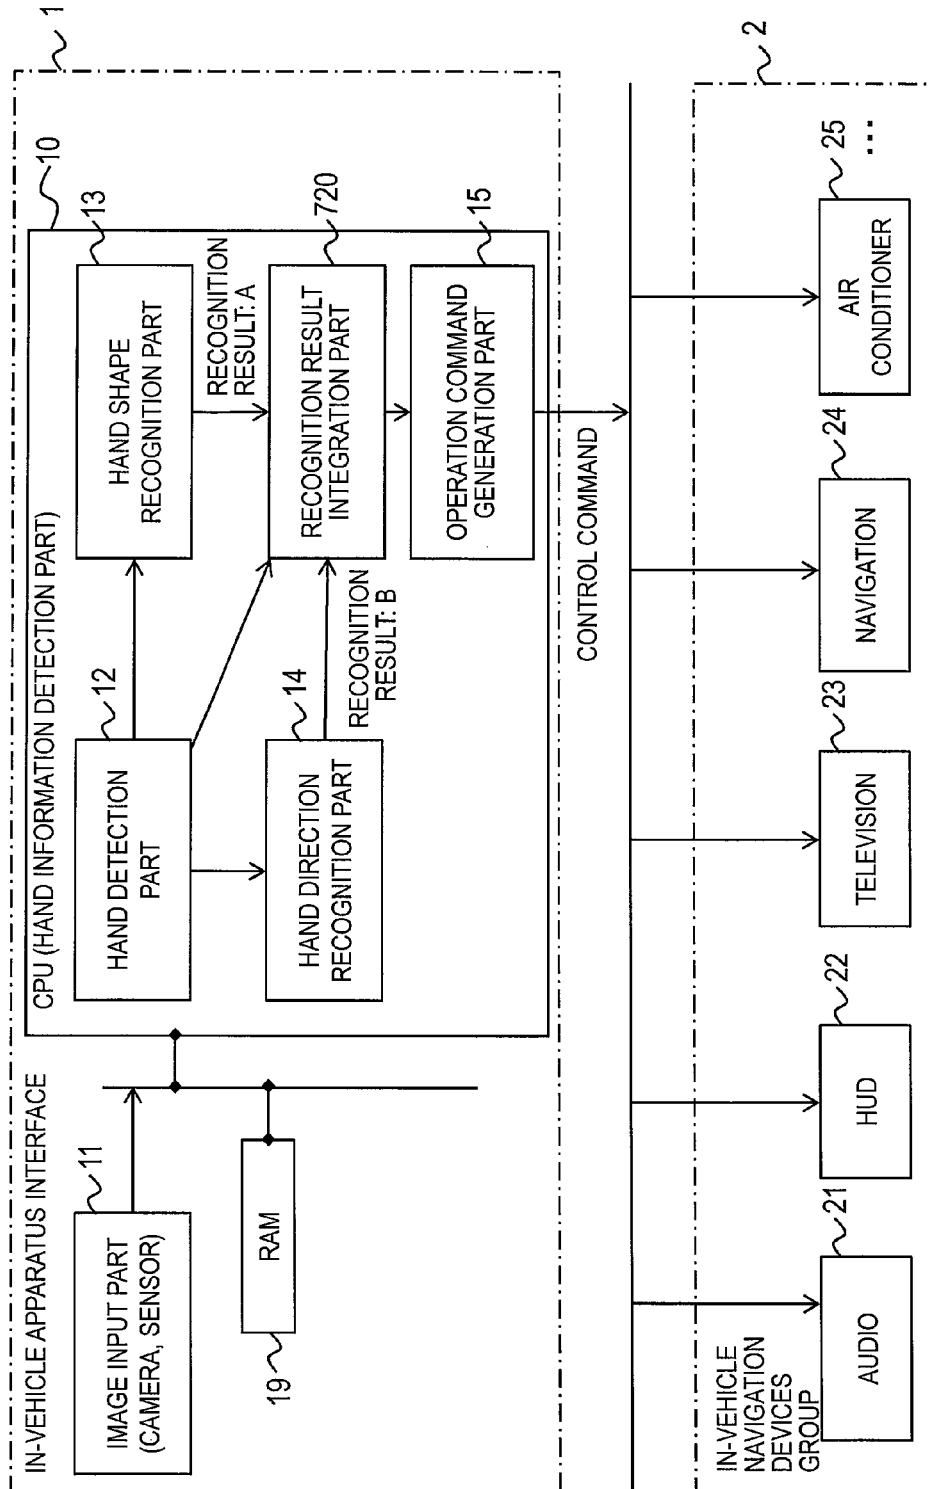 1
IN-VEHICLE APPARATUS INTERFACE
CPU (HAND INFORMATION DETECTION PART)
10
IMAGE INPUT PART
(CAMERA, SENSOR)
11
RAM
19
HAND DETECTION
PART
12
HAND SHAPE
RECOGNITION PART
13
RECOGNITION
RESULT: A
HAND DIRECTION
RECOGNITION PART
14
RECOGNITION
RESULT: B
RECOGNITION RESULT
INTEGRATION PART
720
OPERATION COMMAND
GENERATION PART
15
CONTROL COMMAND
2
IN-VEHICLE
NAVIGATION
DEVICES
GROUP
AUDIO
21
HUD
22
TELEVISION
23
NAVIGATION
24
AIR
CONDITIONER
25
...